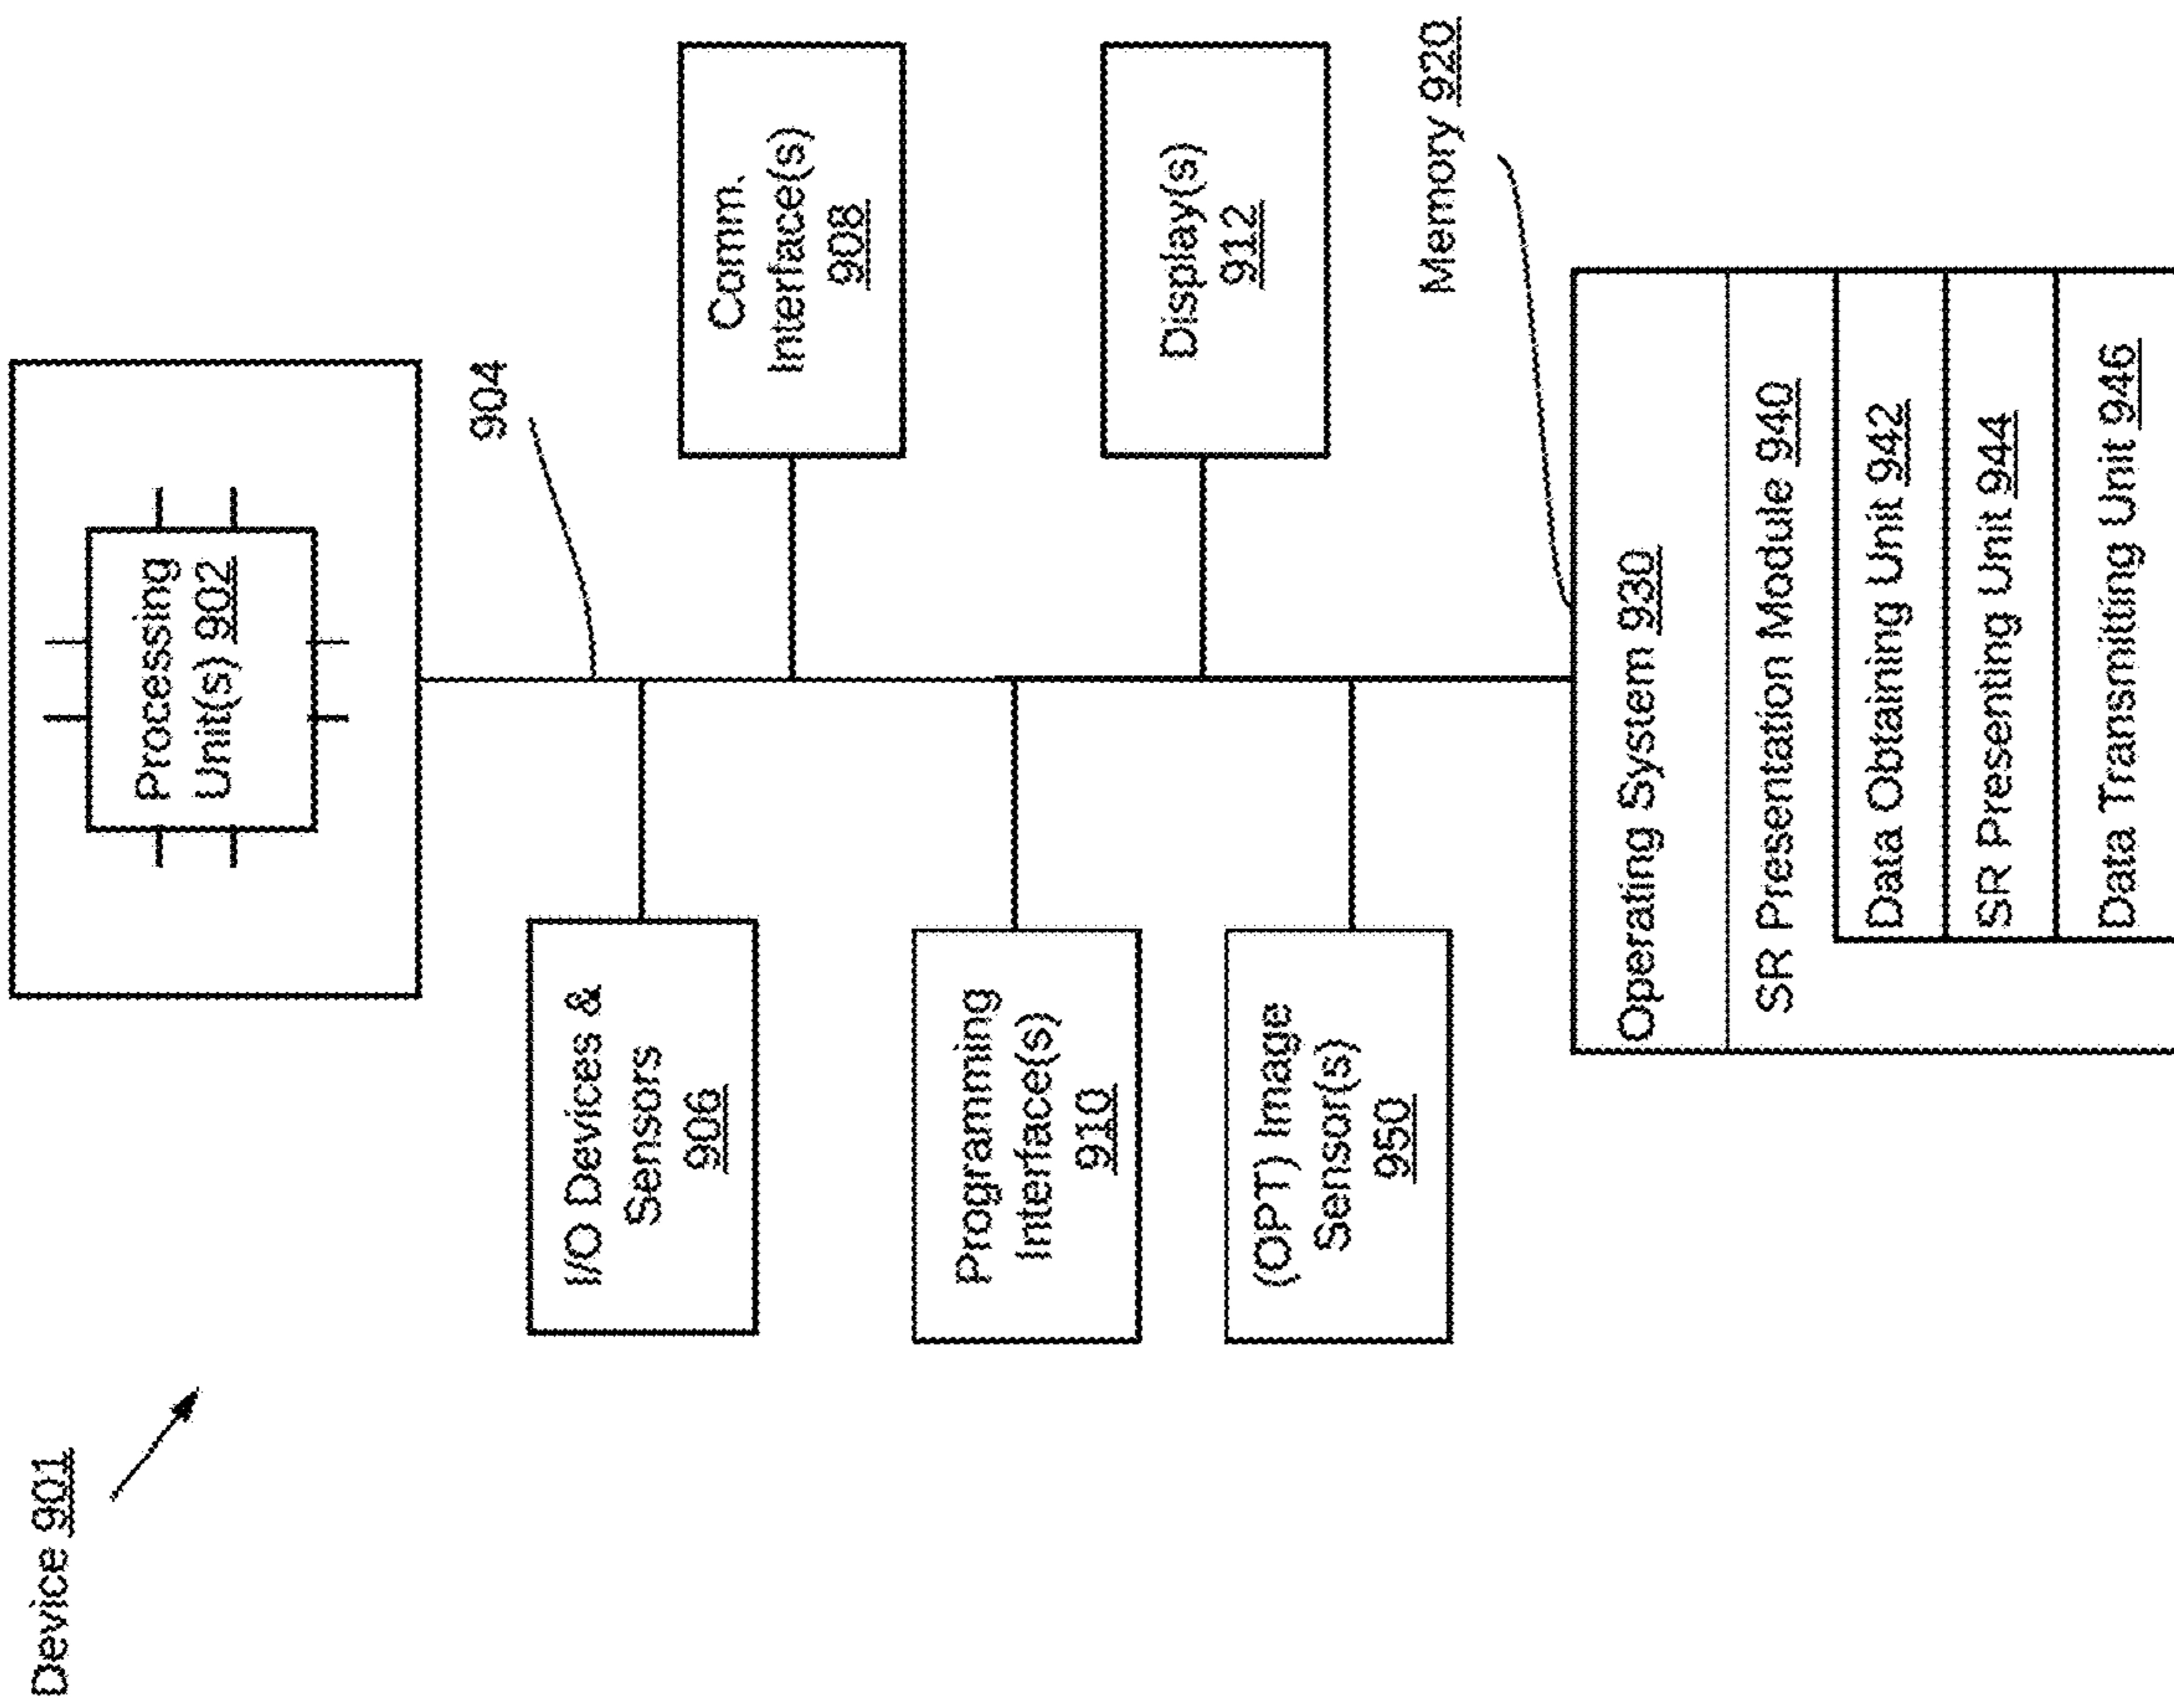 Device 901
Processing
Unit(s) 902
904
I/O Devices &
Sensors
906
Comm.
Interface(s)
908
Programming
Interface(s)
910
Display(s)
912
(OPT) Image
Sensor(s)
950
Memory 920
Operating System 930
SR Presentation Module 940
Data Obtaining Unit 942
SR Presenting Unit 944
Data Transmitting Unit 946